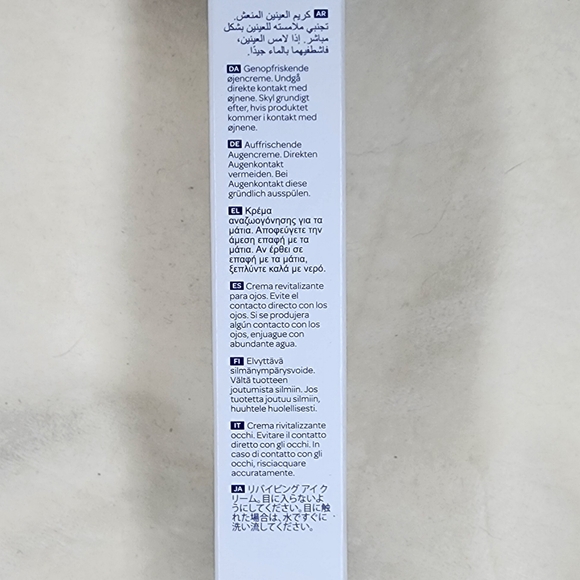 AR كريم العينين المنعش.
تجنبي ملامسته للعينين بشكل
مباشر. إذا لامس العينين،
فاشطفيهما بالماء جيدًا.
DA Genopfriskende
øjencreme. Undgå
direkte kontakt med
øjnene. Skyl grundigt
efter, hvis produktet
kommer i kontakt med
øjnene.
DE Auffrischende
Augencreme. Direkten
Augenkontakt
vermeiden. Bei
Augenkontakt diese
gründlich ausspülen.
EL Κρέμα
αναζωογόνησης για τα
μάτια. Αποφεύγετε την
άμεση επαφή με τα
μάτια. Αν έρθει σε
επαφή με τα μάτια,
ξεπλύντε καλά με νερό.
ES Crema revitalizante
para ojos. Evite el
contacto directo con los
ojos. Si se produjera
algún contacto con los
ojos, enjuague con
abundante agua.
FI Elvyttävä
silmänympärysvoide.
Vältä tuotteen
joutumista silmiin. Jos
tuotetta joutuu silmiin,
huuhtele huolellisesti.
IT Crema rivitalizzante
occhi. Evitare il contatto
diretto con gli occhi. In
caso di contatto con gli
occhi, risciacquare
accuratamente.
JA リバイビング アイ ク
リーム。目に入らないよ
うにしてください。目に触
れた場合は、水ですぐに
洗い流してください。